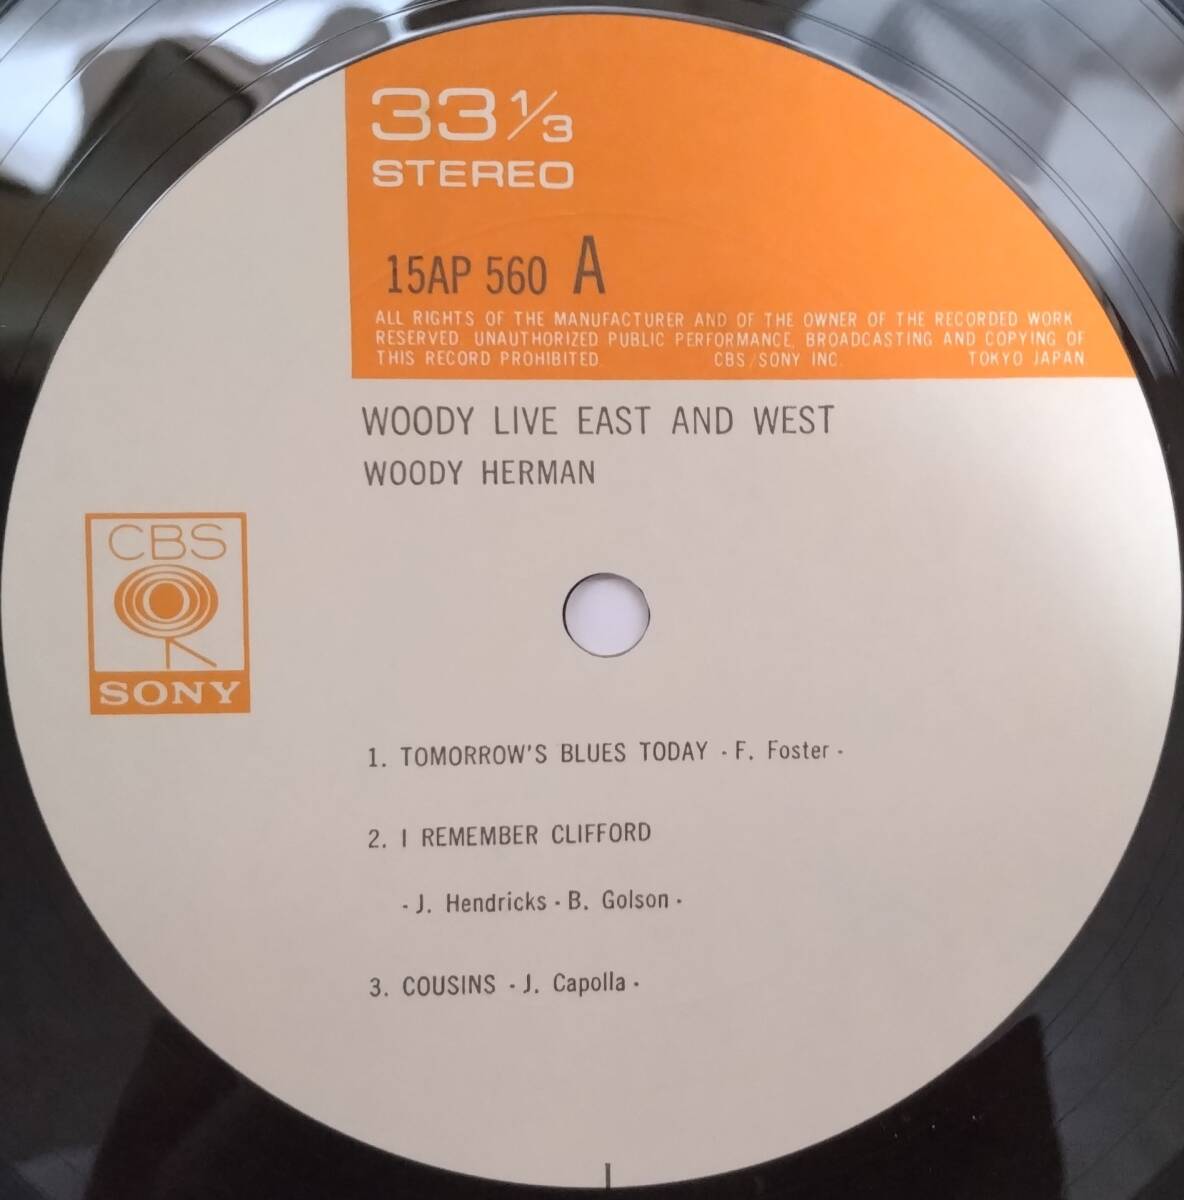 33 1/3
STEREO
15AP 560 A
ALL RIGHTS OF THE MANUFACTURER AND OF THE OWNER OF THE RECORDED WORK
RESERVED. UNAUTHORIZED PUBLIC PERFORMANCE, BROADCASTING AND COPYING OF
THIS RECORD PROHIBITED. CBS/SONY INC. TOKYO JAPAN
WOODY LIVE EAST AND WEST
WOODY HERMAN
CBS
SONY
1. TOMORROW'S BLUES TODAY · F. Foster ·
2. I REMEMBER CLIFFORD
· J. Hendricks · B. Golson ·
3. COUSINS · J. Capolla ·